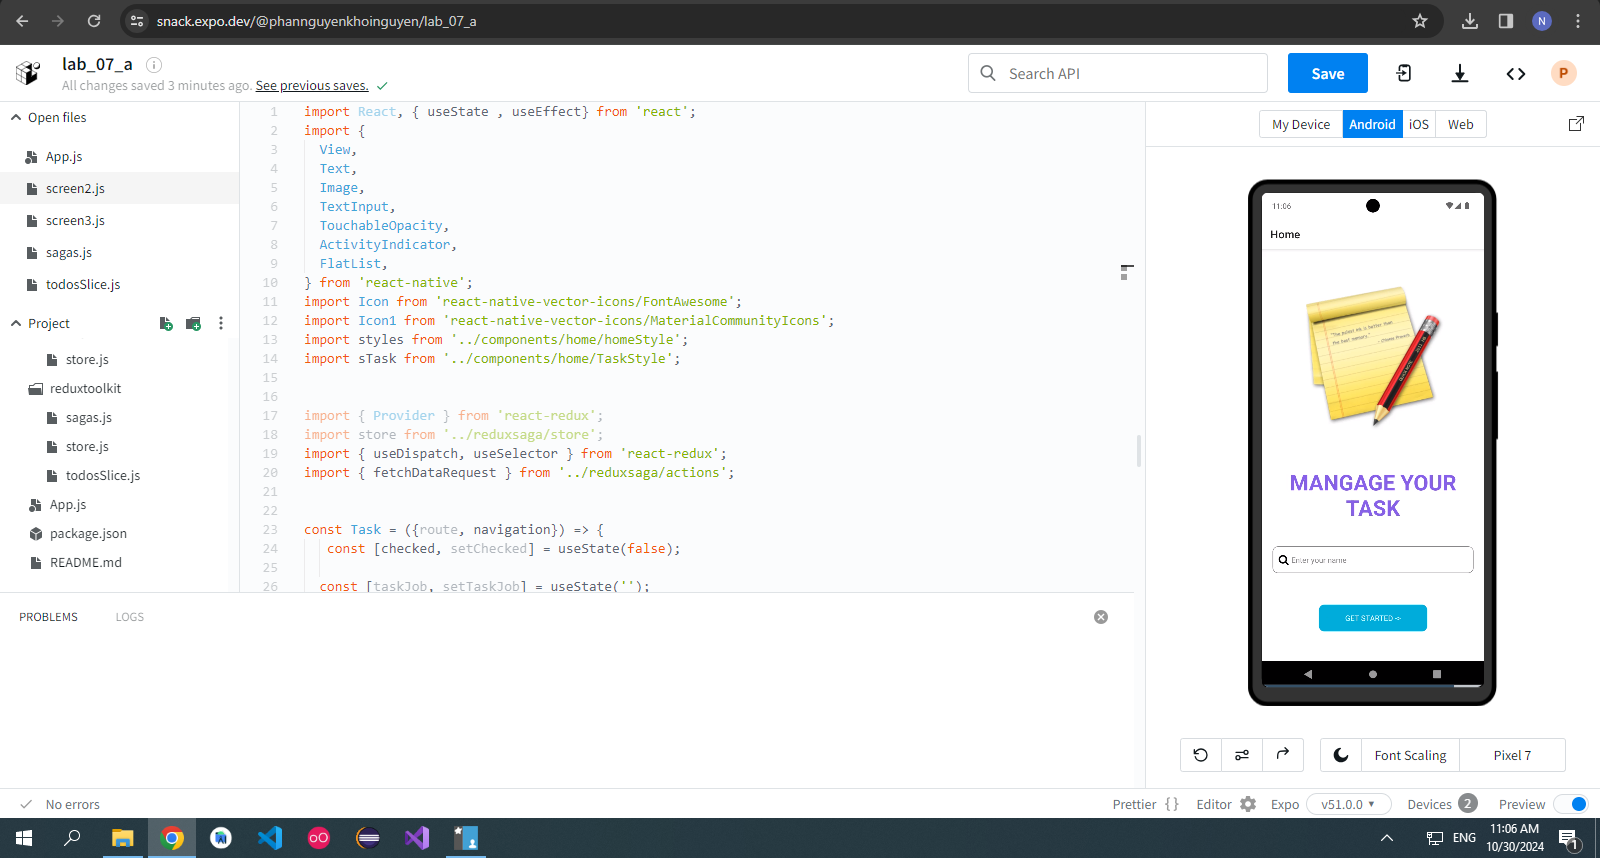 snack.expo.dev/@phannguyenkhoinguyen/lab_07_a
N
lab_07_a
All changes saved 3 minutes ago. See previous saves.
Search API
Save
P
Open files
App.js
screen2.js
screen3.js
sagas.js
todosSlice.js
Project
store.js
reduxtoolkit
sagas.js
store.js
todosSlice.js
App.js
package.json
README.md
1 import React, { useState , useEffect} from 'react';
2 import {
3 View,
4 Text,
5 Image,
6 TextInput,
7 TouchableOpacity,
8 ActivityIndicator,
9 FlatList,
10 } from 'react-native';
11 import Icon from 'react-native-vector-icons/FontAwesome';
12 import Icon1 from 'react-native-vector-icons/MaterialCommunityIcons';
13 import styles from '../components/home/homeStyle';
14 import sTask from '../components/home/TaskStyle';
15
16
17 import { Provider } from 'react-redux';
18 import store from '../reduxsaga/store';
19 import { useDispatch, useSelector } from 'react-redux';
20 import { fetchDataRequest } from '../reduxsaga/actions';
21
22
23 const Task = ({route, navigation}) => {
24 const [checked, setChecked] = useState(false);
25
26 const [taskJob, setTaskJob] = useState('');
My Device Android iOS Web
11:06
Home
MANGAGE YOUR
TASK
Enter your name
GET STARTED ->
Font Scaling Pixel 7
PROBLEMS LOGS
No errors
Prettier { } Editor Expo v51.0.0 Devices 2 Preview
ENG
11:06 AM
10/30/2024
1